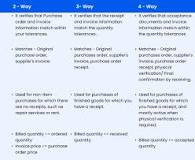 2 - Way
3 - Way
4 - Way
It verifies that Purchase order and Invoice information match within your tolerances.
It verifies that the receipt and invoice information match within the quantity tolerances.
It verifies that acceptance documents and invoice information match within your tolerances.
Matches - Original purchase order, supplier's invoice.
Matches - Original purchase order, supplier's invoice, purchase order receipt.
Matches - Original purchase order, supplier's invoice, purchase order receipt, physical verification/ final confirmation by receiving.
Used for non-item purchases for which there are no receipts, such as repair services or rent.
Used for purchases of finished goods for which you have a receipt.
Used for purchases of finished goods for which you have a receipt, and mostly active when physical verification is required.
Billed quantity <= ordered quantity
Invoice price <= purchase order price
Billed quantity <= received quantity
Billed quantity <= accepted quantity